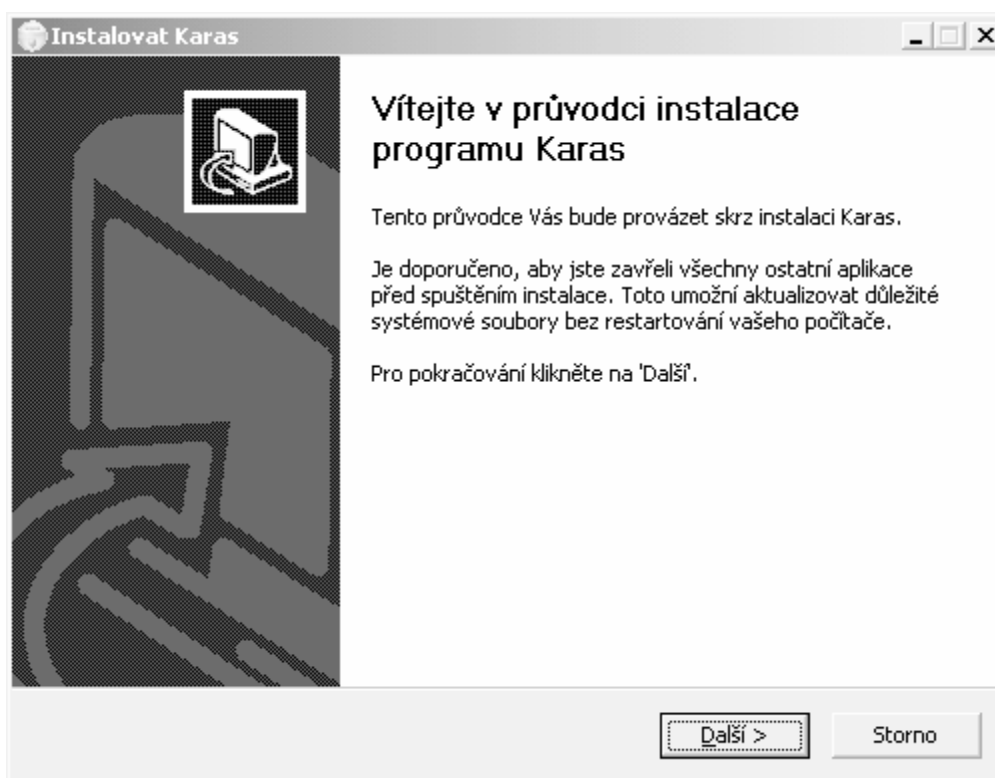 Instalovat Karas
Vítejte v průvodci instalace
programu Karas
Tento průvodce Vás bude provázet skrz instalaci Karas.
Je doporučeno, aby jste zavřeli všechny ostatní aplikace
před spuštěním instalace. Toto umožní aktualizovat důležité
systémové soubory bez restartování vašeho počítače.
Pro pokračování klikněte na 'Další'.
Další >
Storno